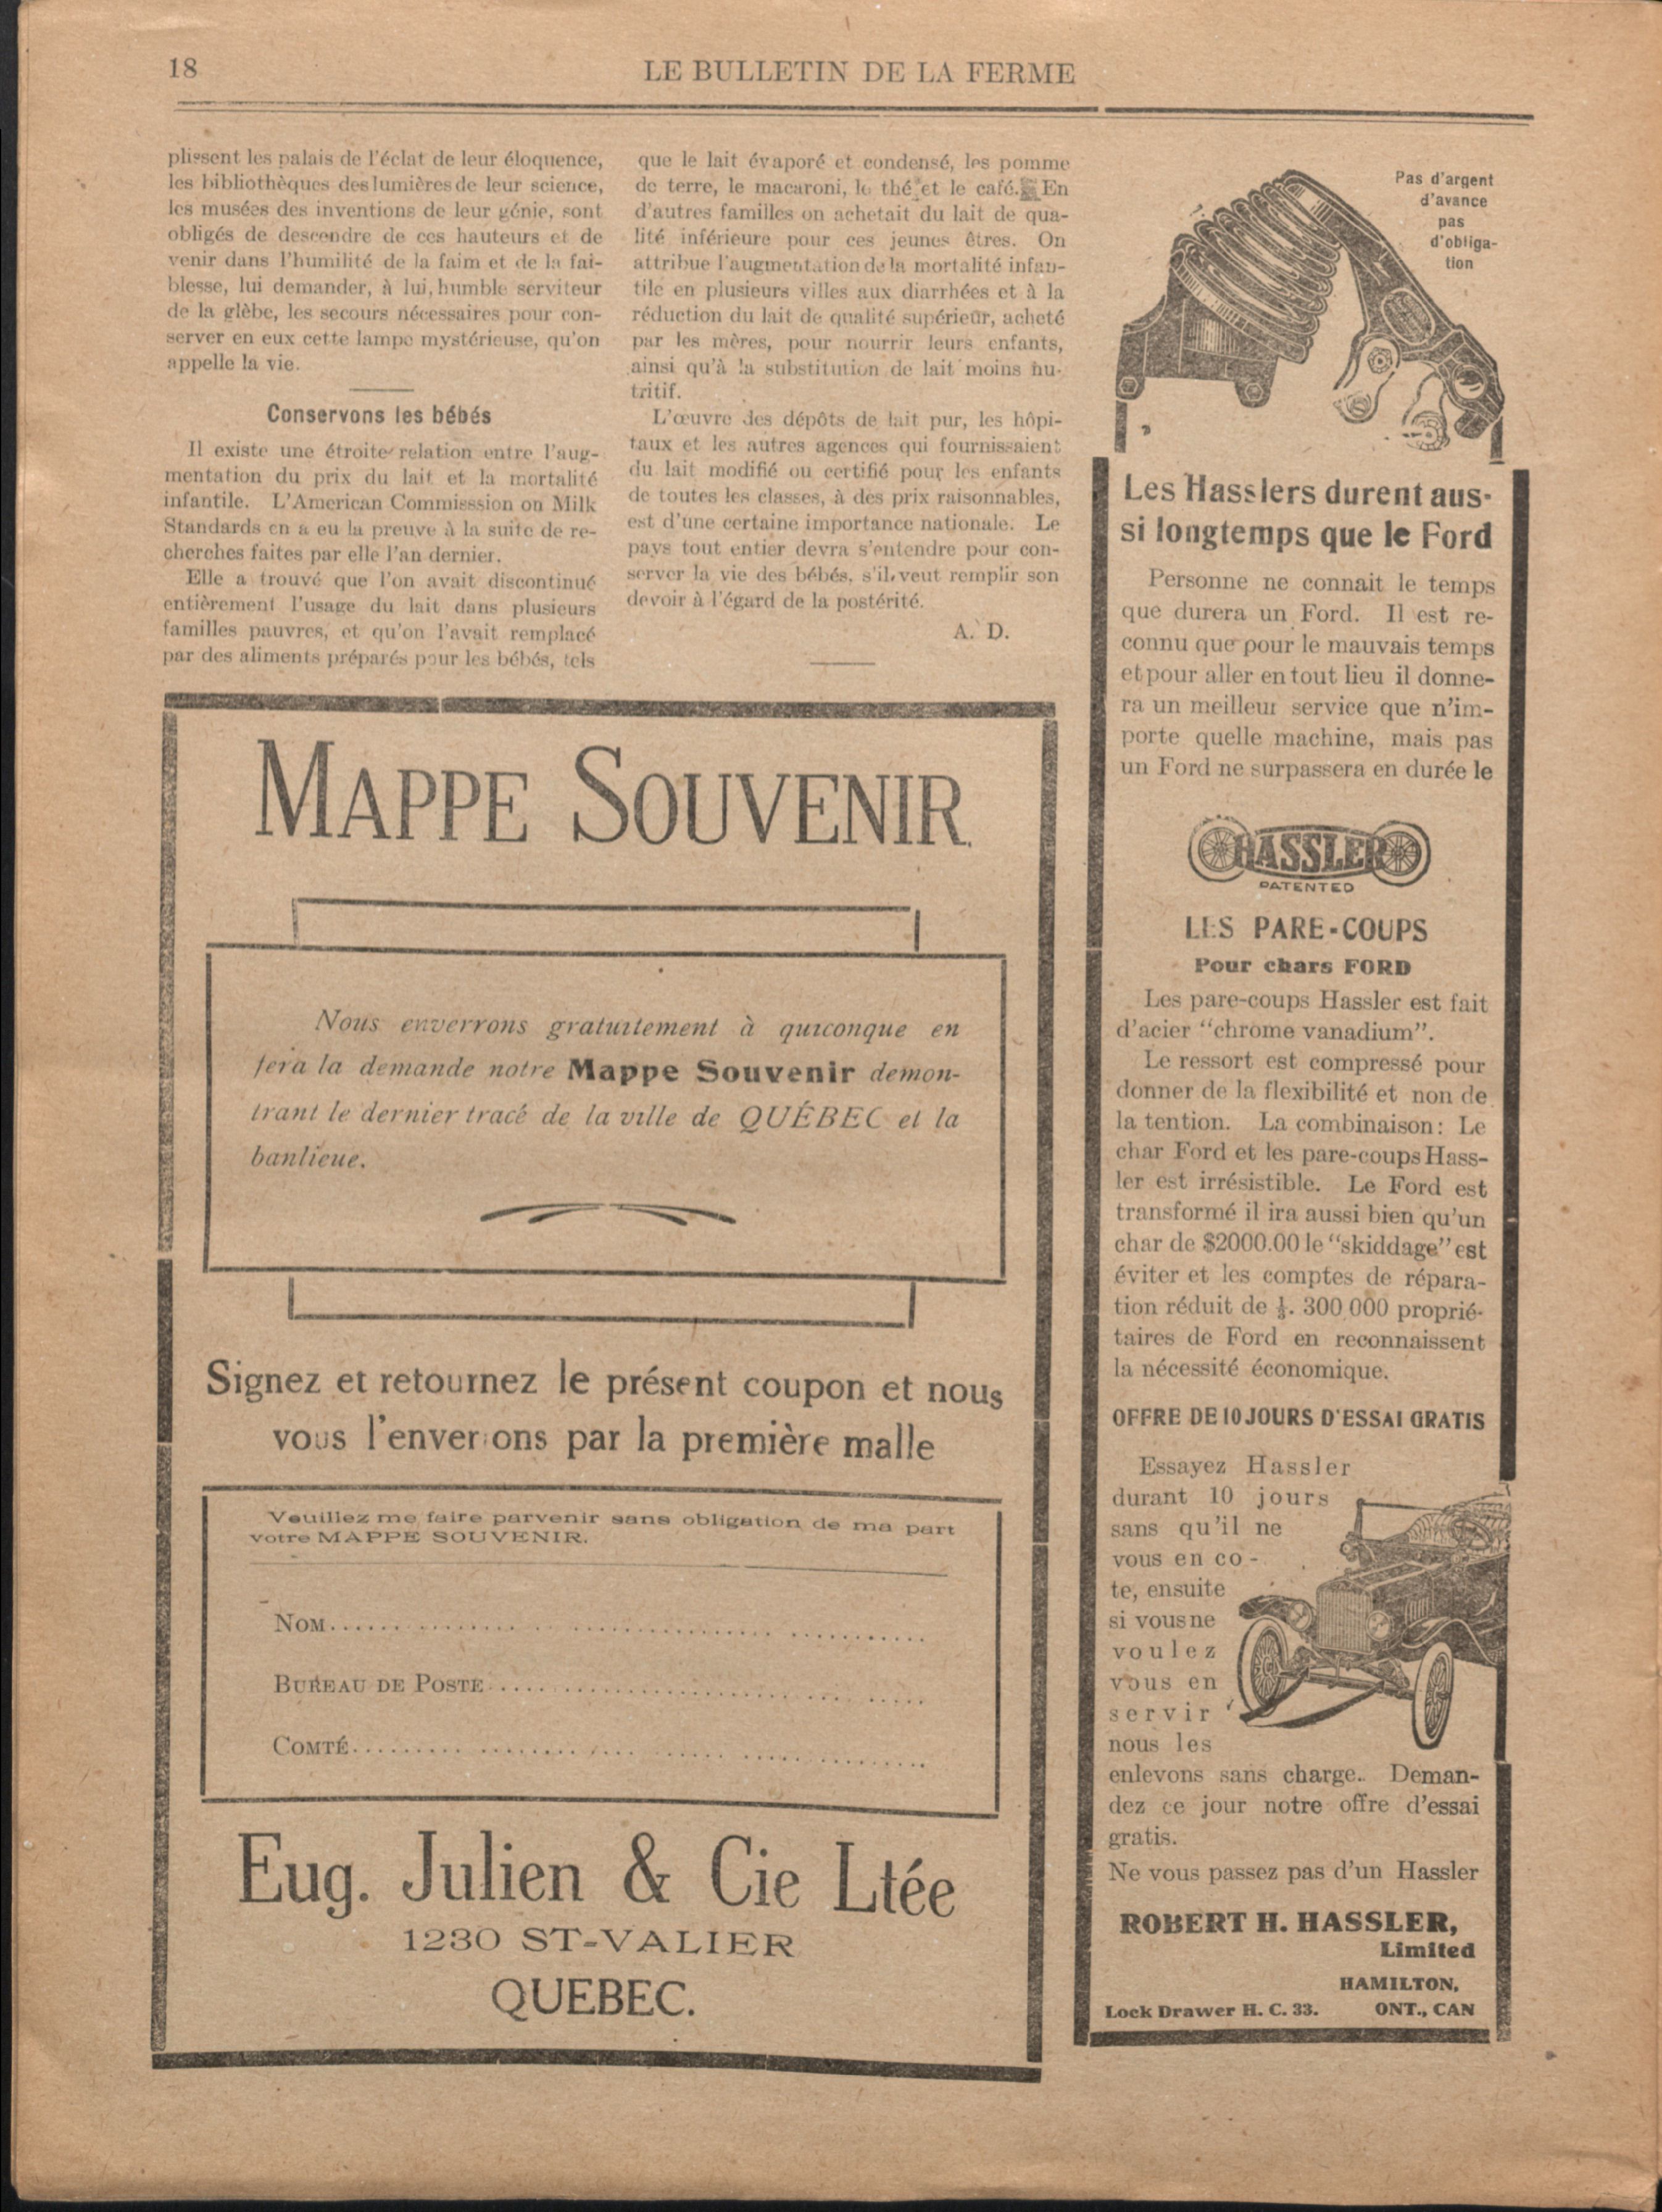 18
LE BULLETIN DE LA FERME
plissent les palais de l'éclat de leur éloquence,
les bibliothèques des lumières de leur science,
les musées des inventions de leur génie, sont
obligés de descendre de ces hauteurs et de
venir dans l'humilité de la faim et de la fai-
blesse, lui demander, à lui, humble serviteur
de la glèbe, les secours nécessaires pour con-
server en eux cette lampe mystérieuse, qu'on
appelle la vie.
Conservons les bébés
Il existe une étroite relation entre l'aug-
mentation du prix du lait et la mortalité
infantile. L'American Commisssion on Milk
Standards en a eu la preuve à la suite de re-
cherches faites par elle l'an dernier.
Elle a trouvé que l'on avait discontinué
entièrement l'usage du lait dans plusieurs
familles pauvres, et qu'on l'avait remplacé
par des aliments préparés pour les bébés, tels
que le lait évaporé et condensé, les pomme
de terre, le macaroni, le thé et le café. En
d'autres familles on achetait du lait de qua-
lité inférieure pour ces jeunes êtres. On
attribue l'augmentation de la mortalité infan-
tile en plusieurs villes aux diarrhées et à la
réduction du lait de qualité supérieur, acheté
par les mères, pour nourrir leurs enfants,
ainsi qu'à la substitution de lait moins nu-
tritif.
L'œuvre des dépôts de lait pur, les hôpi-
taux et les autres agences qui fournissaient
du lait modifié ou certifié pour les enfants
de toutes les classes, à des prix raisonnables,
est d'une certaine importance nationale. Le
pays tout entier devra s'entendre pour con-
server la vie des bébés, s'il veut remplir son
devoir à l'égard de la postérité.
A. D.
MAPPE SOUVENIR.
Nous enverrons gratuitement à quiconque en
fera la demande notre Mappe Souvenir demon-
trant le dernier tracé de la ville de QUÉBEC et la
banlieue.
Signez et retournez le présent coupon et nous
vous l'enverrons par la première malle
Veuillez me faire parvenir sans obligation de ma part
votre MAPPE SOUVENIR.
NOM
BUREAU DE POSTE
COMTÉ
Eug. Julien & Cie Ltée
1230 ST-VALIER
QUEBEC.
Pas d'argent
d'avance
pas
d'obliga-
tion
Les Hasslers durent aus-
si longtemps que le Ford
Personne ne connait le temps
que durera un Ford. Il est re-
connu que pour le mauvais temps
et pour aller en tout lieu il donne-
ra un meilleur service que n'im-
porte quelle machine, mais pas
un Ford ne surpassera en durée le
HASSLER
PATENTED
LES PARE-COUPS
Pour chars FORD
Les pare-coups Hassler est fait
d'acier "chrome vanadium".
Le ressort est compressé pour
donner de la flexibilité et non de
la tention. La combinaison: Le
char Ford et les pare-coups Hass-
ler est irrésistible. Le Ford est
transformé il ira aussi bien qu'un
char de $2000.00 le "skiddage" est
éviter et les comptes de répara-
tion réduit de ⅓. 300 000 proprié-
taires de Ford en reconnaissent
la nécessité économique.
OFFRE DE 10 JOURS D'ESSAI GRATIS
Essayez Hassler
durant 10 jours
sans qu'il ne
vous en co-
te, ensuite
si vous ne
voulez
vous en
servir
nous les
enlevons sans charge. Deman-
dez ce jour notre offre d'essai
gratis.
Ne vous passez pas d'un Hassler
ROBERT H. HASSLER,
Limited
HAMILTON,
Lock Drawer H. C. 33. ONT., CAN